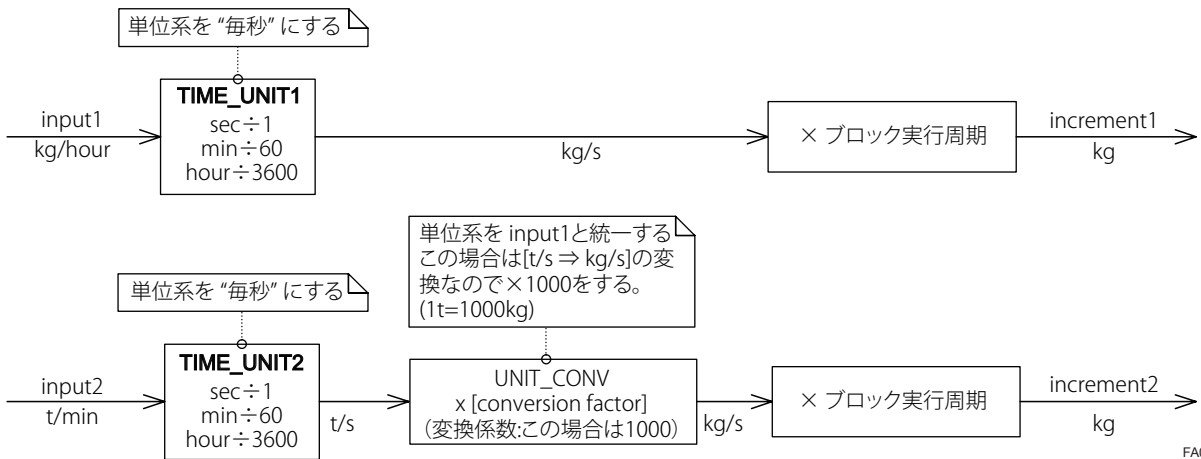 単位系を “毎秒” にする
input1
kg/hour
TIME_UNIT1
sec÷1
min÷60
hour÷3600
kg/s
× ブロック実行周期
increment1
kg
単位系を input1と統一する
この場合は[t/s ⇒ kg/s]の変
換なので×1000をする。
(1t=1000kg)
単位系を “毎秒” にする
input2
t/min
TIME_UNIT2
sec÷1
min÷60
hour÷3600
t/s
UNIT_CONV
x [conversion factor]
(変換係数:この場合は1000)
kg/s
× ブロック実行周期
increment2
kg